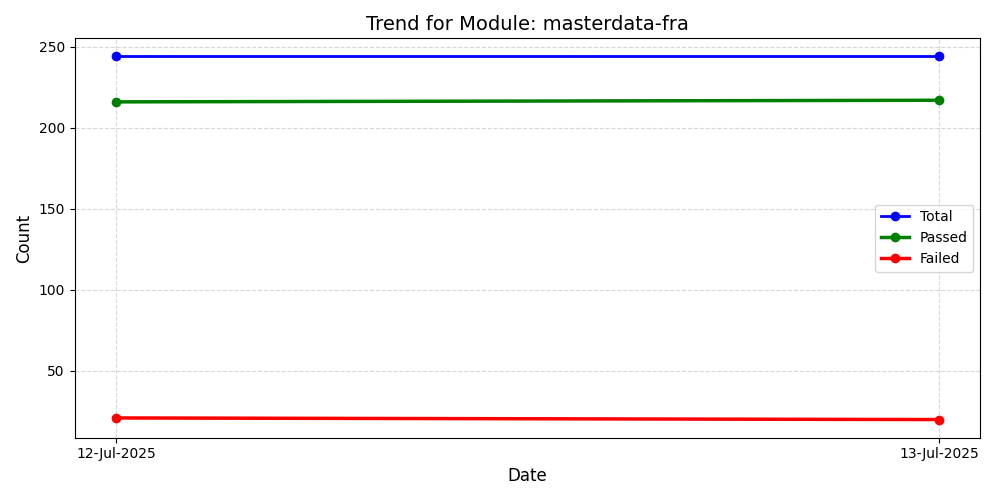 Trend for Module: masterdata-fra
250
200
150
100
50
Count
Total
Passed
Failed
12-Jul-2025
13-Jul-2025
Date